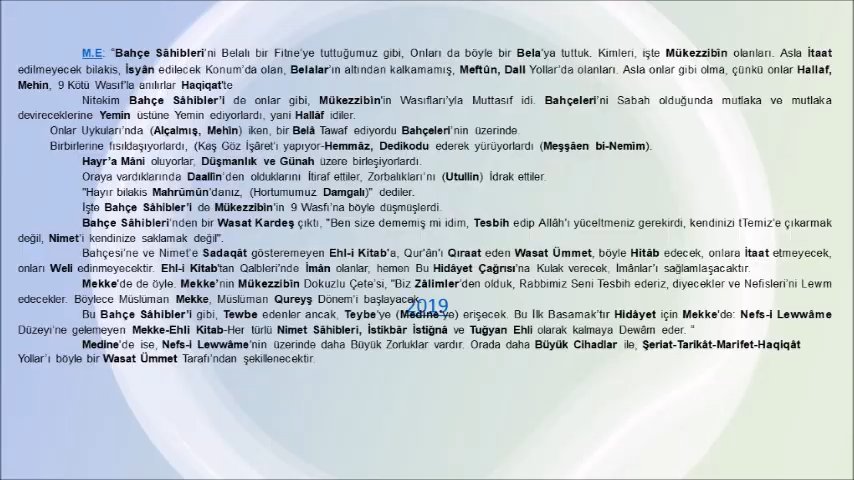 M.E: “Bahçe Sâhibleri’ni Belalı bir Fitne’ye tuttuğumuz gibi, Onları da böyle bir Bela’ya tuttuk. Kimleri, işte Mükezzibîn olanları. Asla İtaat
edilmeyecek bilakis, İsyân edilecek Konum’da olan, Belalar’ın altından kalkamamış, Meftûn, Dall Yollar’da olanları. Asla onlar gibi olma, çünkü onlar Hallaf,
Mehin, 9 Kötü Wasıf’la anılırlar Haqiqat’te
Nitekim Bahçe Sâhibler’i de onlar gibi, Mükezzibîn’in Wasıfları’yla Muttasıf idi. Bahçeleri’ni Sabah olduğunda mutlaka ve mutlaka
devireceklerine Yemin üstüne Yemin ediyorlardı, yani Hallâf idiler.
Onlar Uykuları’nda (Alçalmış, Mehîn) iken, bir Belâ Tawaf ediyordu Bahçeleri’nin üzerinde.
Birbirlerine fısıldaşıyorlardı, (Kaş Göz İşâret’i yapıyor-Hemmâz, Dedikodu ederek yürüyorlardı (Meşşâen bi-Nemîm).
Hayr’a Mâni oluyorlar, Düşmanlık ve Günah üzere birleşiyorlardı.
Oraya vardıklarında Daallîn’den olduklarını İtiraf ettiler, Zorbalıkları’nı (Utullin) İdrak ettiler.
"Hayır bilakis Mahrûmûn’danız, (Hortumumuz Damgalı)" dediler.
İşte Bahçe Sâhibler’i de Mükezzibîn’in 9 Wasfı’na böyle düşmüşlerdi.
Bahçe Sâhibleri’nden bir Wasat Kardeş çıktı, "Ben size dememiş mi idim, Tesbih edip Allâh’ı yüceltmeniz gerekirdi, kendinizi tTemiz’e çıkarmak
değil, Nimet’i kendinize saklamak değil".
Bahçesi’ne ve Nimet’e Sadaqât gösteremeyen Ehl-i Kitab’a, Qur’ân’ı Qıraat eden Wasat Ümmet, böyle Hitâb edecek, onlara İtaat etmeyecek,
onları Weli edinmeyecektir. Ehl-i Kitab’tan Qalbleri’nde İmân olanlar, hemen Bu Hidâyet Çağrısı’na Kulak verecek, İmânlar’ı sağlamlaşacaktır.
Mekke’de de öyle. Mekke’nin Mükezzibîn Dokuzlu Çete’si, "Biz Zâlimler’den olduk, Rabbimiz Seni Tesbih ederiz, diyecekler ve Nefisleri’ni Lewm
edecekler. Böylece Müslüman Mekke, Müslüman Qureyş Dönem’i başlayacak.
2019
Bu Bahçe Sâhibler’i gibi, Tewbe edenler ancak, Teybe’ye (Medine’ye) erişecek. Bu İlk Basamak’tır Hidâyet için Mekke’de: Nefs-i Lewwâme
Düzeyi’ne gelemeyen Mekke-Ehli Kitab-Her türlü Nimet Sâhibleri, İstikbâr İstiğnâ ve Tuğyan Ehli olarak kalmaya Dewâm eder. “
Medine’de ise, Nefs-i Lewwâme’nin üzerinde daha Büyük Zorluklar vardır. Orada daha Büyük Cihadlar ile, Şeriat-Tarikât-Marifet-Haqiqât
Yollar’ı böyle bir Wasat Ümmet Tarafı’ndan şekillenecektir.